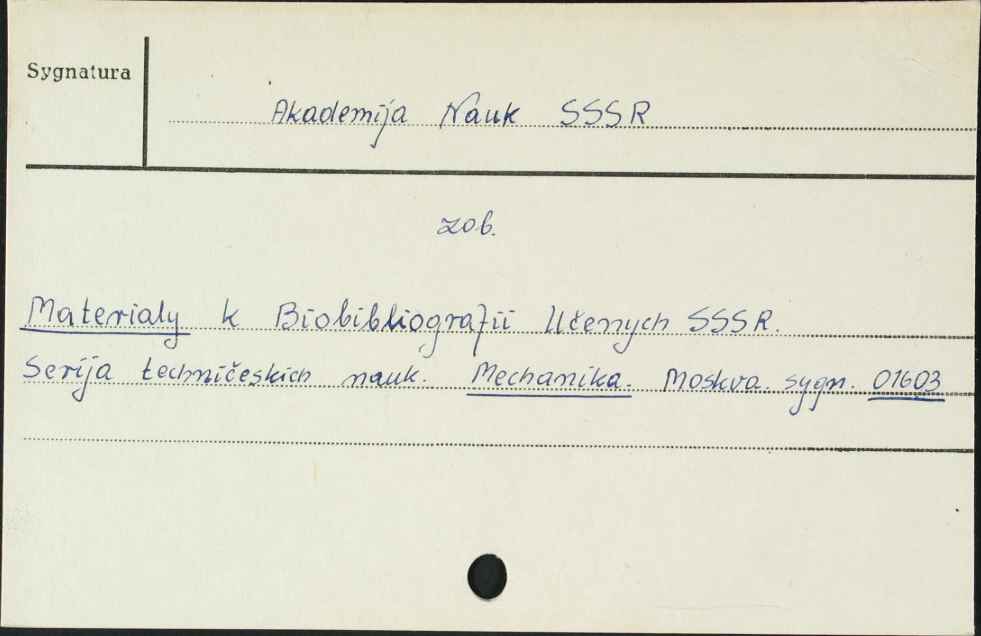 Sygnatura
Akademija Nauk SSSR
zob.
Materialy k Biobibliografii Učenych SSSR.
Serija techničeskich nauk. Mechanika. Moskva. sygn. 01603